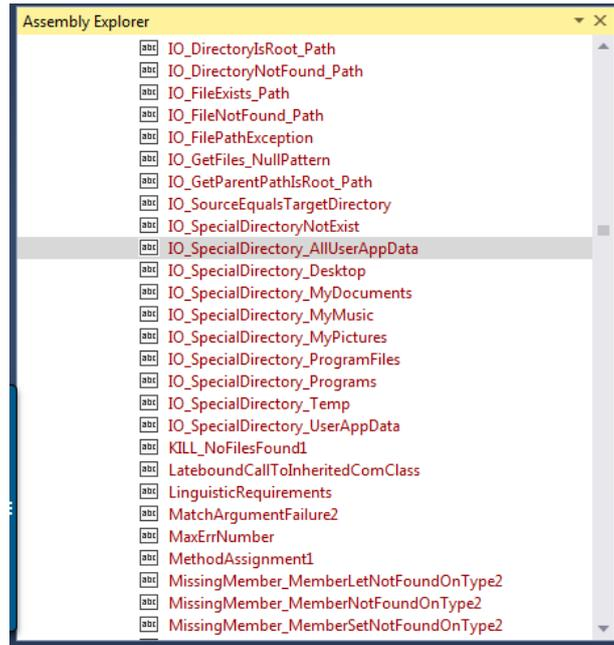 Assembly Explorer
abc IO_DirectoryIsRoot_Path
abc IO_DirectoryNotFound_Path
abc IO_FileExists_Path
abc IO_FileNotFound_Path
abc IO_FilePathException
abc IO_GetFiles_NullPattern
abc IO_GetParentPathIsRoot_Path
abc IO_SourceEqualsTargetDirectory
abc IO_SpecialDirectoryNotExist
abc IO_SpecialDirectory_AllUserAppData
abc IO_SpecialDirectory_Desktop
abc IO_SpecialDirectory_MyDocuments
abc IO_SpecialDirectory_MyMusic
abc IO_SpecialDirectory_MyPictures
abc IO_SpecialDirectory_ProgramFiles
abc IO_SpecialDirectory_Programs
abc IO_SpecialDirectory_Temp
abc IO_SpecialDirectory_UserAppData
abc KILL_NoFilesFound1
abc LateboundCallToInheritedComClass
abc LinguisticRequirements
abc MatchArgumentFailure2
abc MaxErrNumber
abc MethodAssignment1
abc MissingMember_MemberLetNotFoundOnType2
abc MissingMember_MemberNotFoundOnType2
abc MissingMember_MemberSetNotFoundOnType2